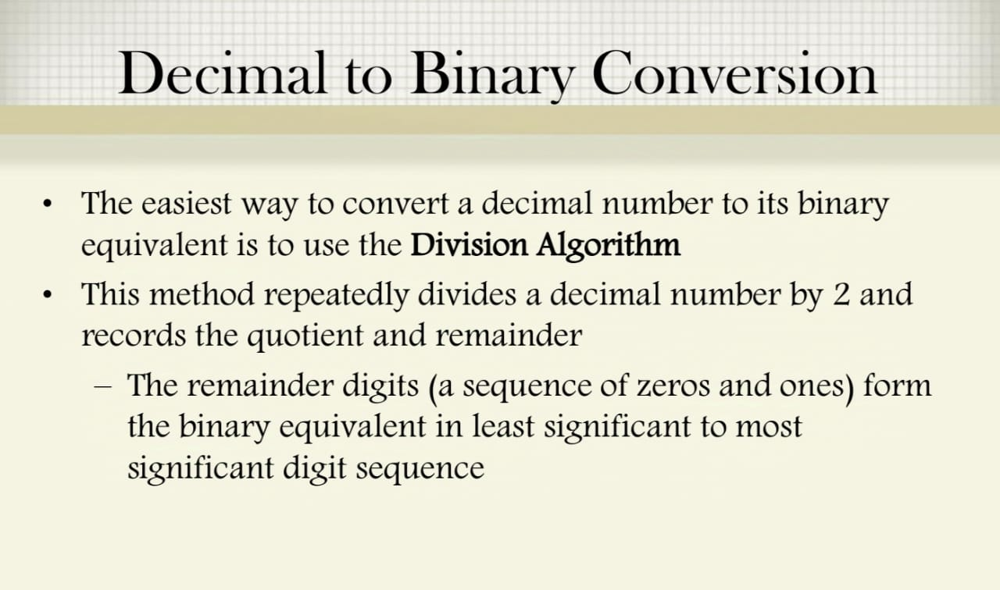 Decimal to Binary Conversion
• The easiest way to convert a decimal number to its binary
equivalent is to use the Division Algorithm
• This method repeatedly divides a decimal number by 2 and
records the quotient and remainder
– The remainder digits (a sequence of zeros and ones) form
the binary equivalent in least significant to most
significant digit sequence